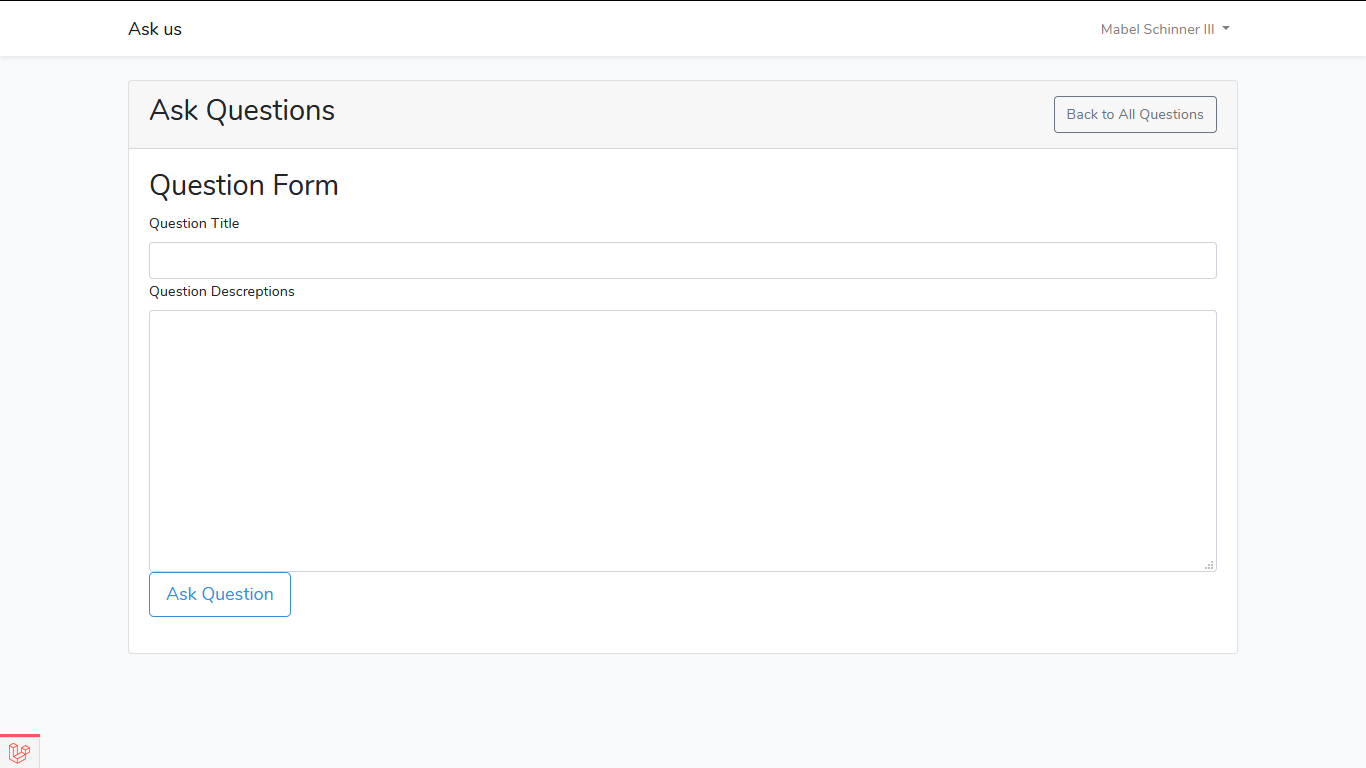 Ask us
Mabel Schinner III
Ask Questions
Back to All Questions
Question Form
Question Title
Question Descreptions
Ask Question